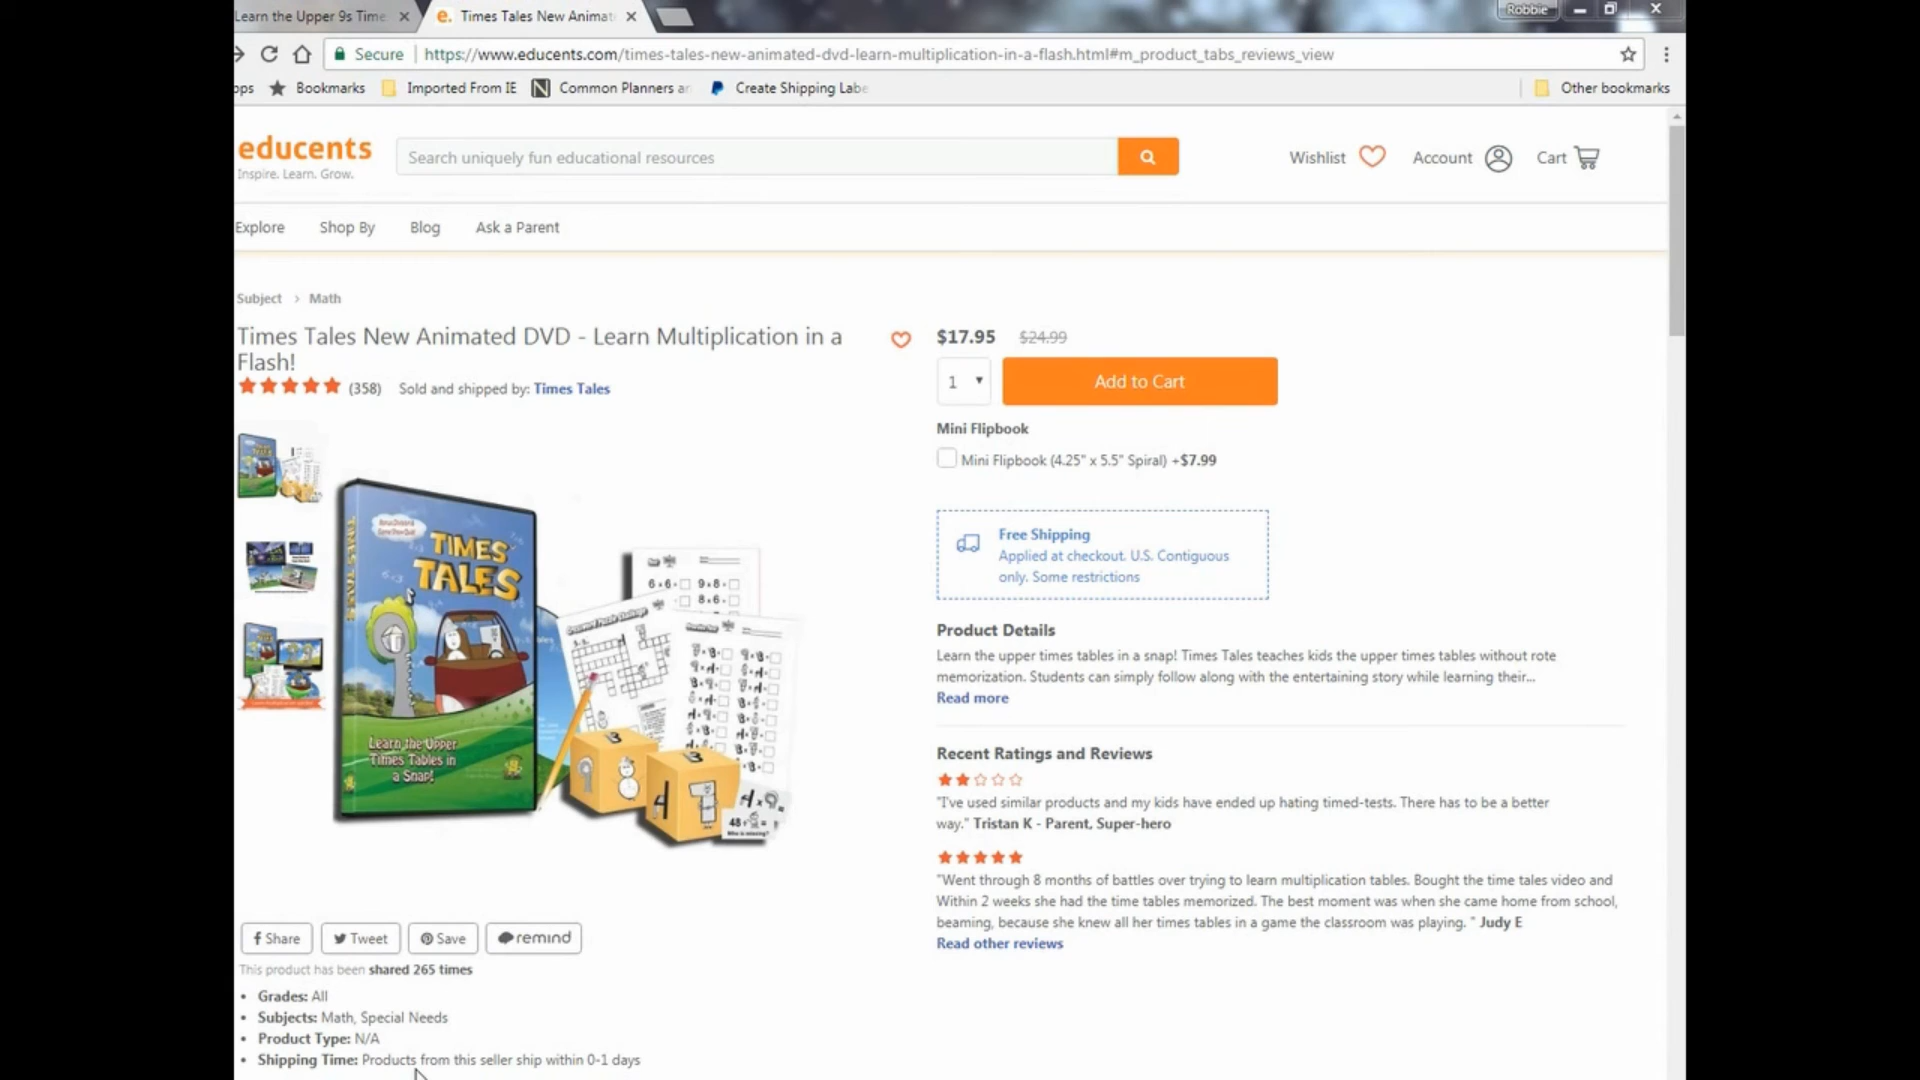 Learn the Upper 9s Time
Times Tales New Animat
Robbie
Secure
https://www.educents.com/times-tales-new-animated-dvd-learn-multiplication-in-a-flash.html#m_product_tabs_reviews_view
ops
Bookmarks
Imported From IE
Common Planners an
Create Shipping Labe
Other bookmarks
educents
Inspire. Learn. Grow.
Search uniquely fun educational resources
Wishlist
Account
Cart
Explore
Shop By
Blog
Ask a Parent
Subject > Math
Times Tales New Animated DVD - Learn Multiplication in a
Flash!
(358)
Sold and shipped by: Times Tales
$17.95 $24.99
1
Add to Cart
Mini Flipbook
Mini Flipbook (4.25" x 5.5" Spiral) +$7.99
Free Shipping
Applied at checkout. U.S. Contiguous
only. Some restrictions
TIMES
TALES
Learn the Upper
Times Tables in
a Snap!
Product Details
Learn the upper times tables in a snap! Times Tales teaches kids the upper times tables without rote
memorization. Students can simply follow along with the entertaining story while learning their...
Read more
Recent Ratings and Reviews
"I've used similar products and my kids have ended up hating timed-tests. There has to be a better
way." Tristan K - Parent, Super-hero
"Went through 8 months of battles over trying to learn multiplication tables. Bought the time tales video and
Within 2 weeks she had the time tables memorized. The best moment was when she came home from school,
beaming, because she knew all her times tables in a game the classroom was playing. " Judy E
Read other reviews
Share
Tweet
Save
remind
This product has been shared 265 times
Grades: All
Subjects: Math, Special Needs
Product Type: N/A
Shipping Time: Products from this seller ship within 0-1 days